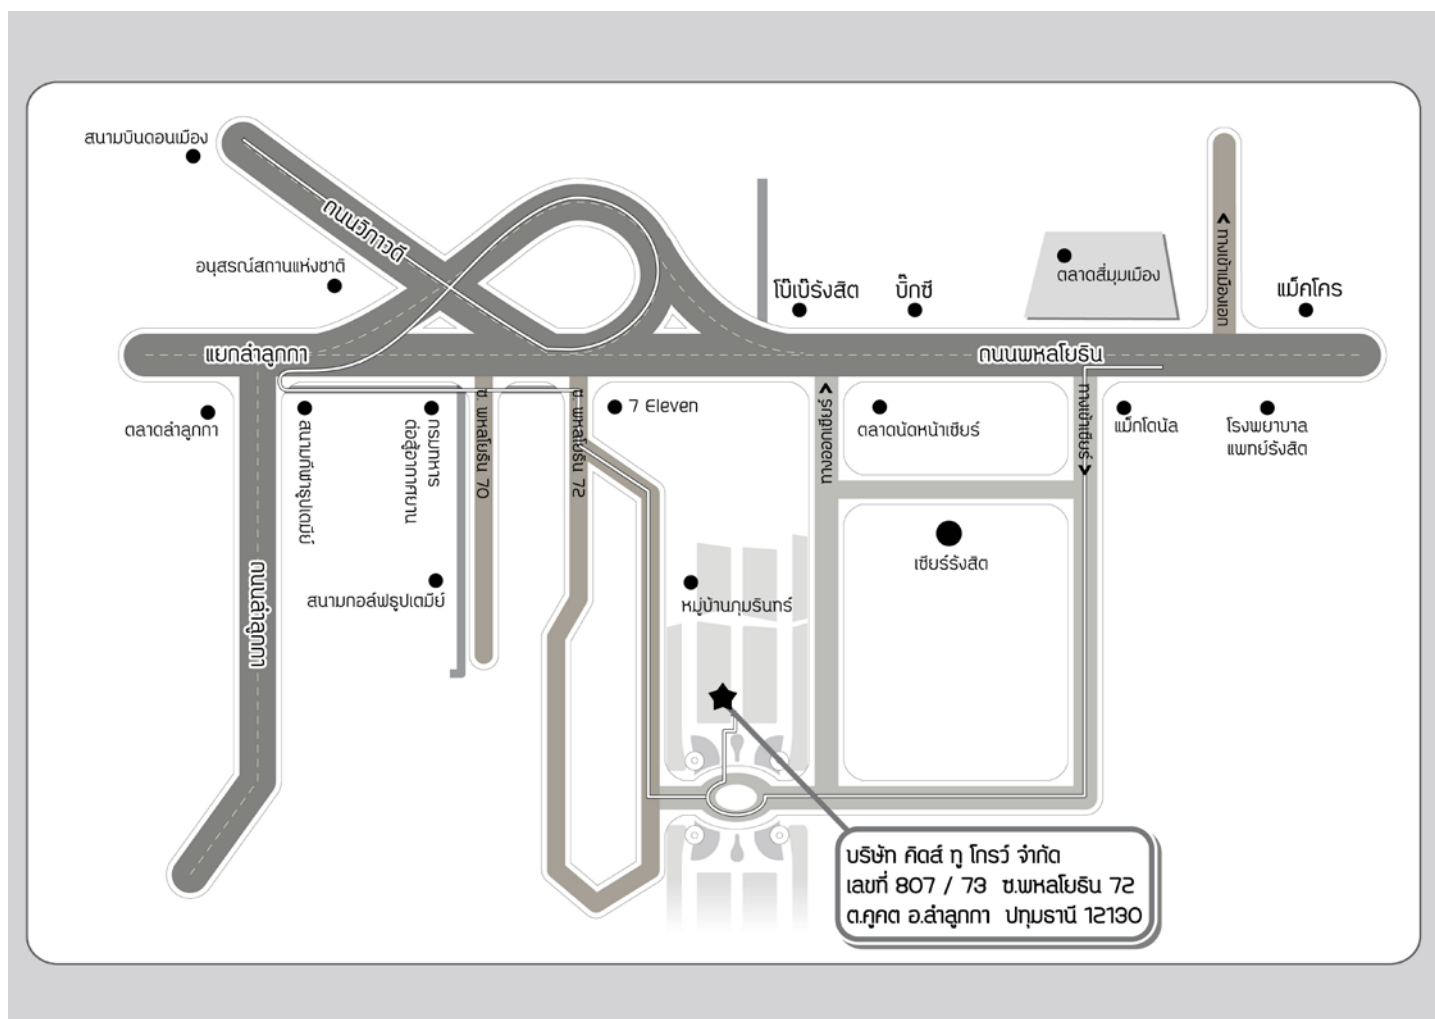 สนามบินดอนเมือง
ถนนวิภาวดี
อนุสรณ์สถานแห่งชาติ
โบ๊เบ๊รังสิต
บิ๊กซี
ตลาดสี่มุมเมือง
ทางเข้าเมืองเอก
แม็คโคร
แยกลำลูกกา
ถนนพหลโยธิน
ตลาดลำลูกกา
สนามกีฬาธูปเตมีย์
กรมทหาร
ต่อสู้อากาศยาน
ซ. พหลโยธิน 70
ซ. พหลโยธิน 72
7 Eleven
ตลาดนัดหน้าเซียร์
ทางเข้าเซียร์
แม็กโดนัล
โรงพยาบาล
แพทย์รังสิต
ถนนลำลูกกา
สนามกอล์ฟธูปเตมีย์
หมู่บ้านภุมรินทร์
เซียร์รังสิต
บริษัท คิดส์ ทู โกรว์ จำกัด
เลขที่ 807 / 73 ซ.พหลโยธิน 72
ต.คูคต อ.ลำลูกกา ปทุมธานี 12130